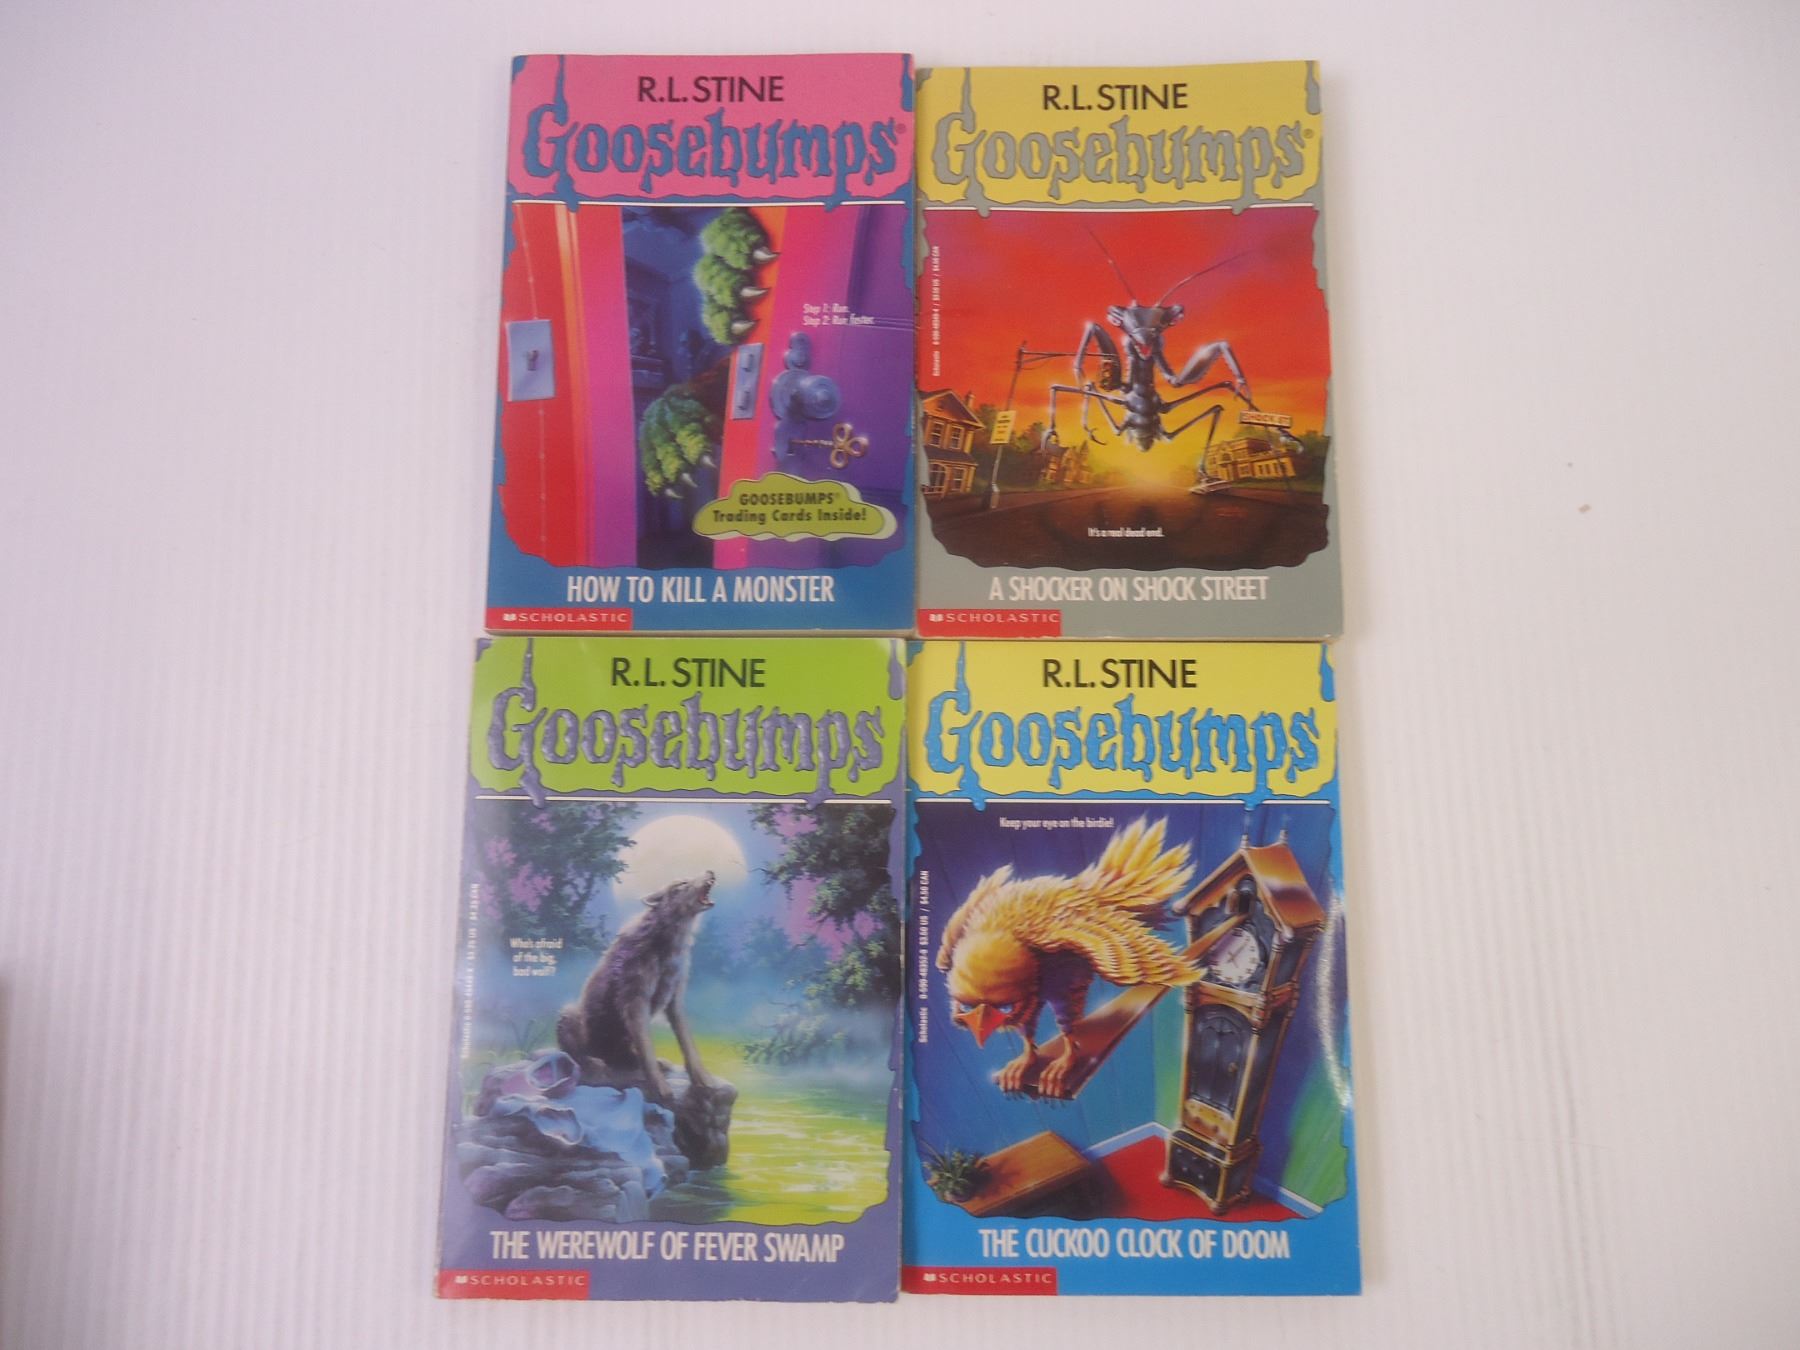 R.L. STINE
Goosebumps®
Step 1: Run.
Step 2: Run faster.
GOOSEBUMPS®
Trading Cards Inside!
HOW TO KILL A MONSTER
SCHOLASTIC
R.L. STINE
Goosebumps®
SHOCK ST
It's a real dead end.
A SHOCKER ON SHOCK STREET
SCHOLASTIC
R.L. STINE
Goosebumps
Who's afraid
of the big,
bad wolf?
THE WEREWOLF OF FEVER SWAMP
SCHOLASTIC
R.L. STINE
Goosebumps
Keep your eye on the birdie!
THE CUCKOO CLOCK OF DOOM
SCHOLASTIC